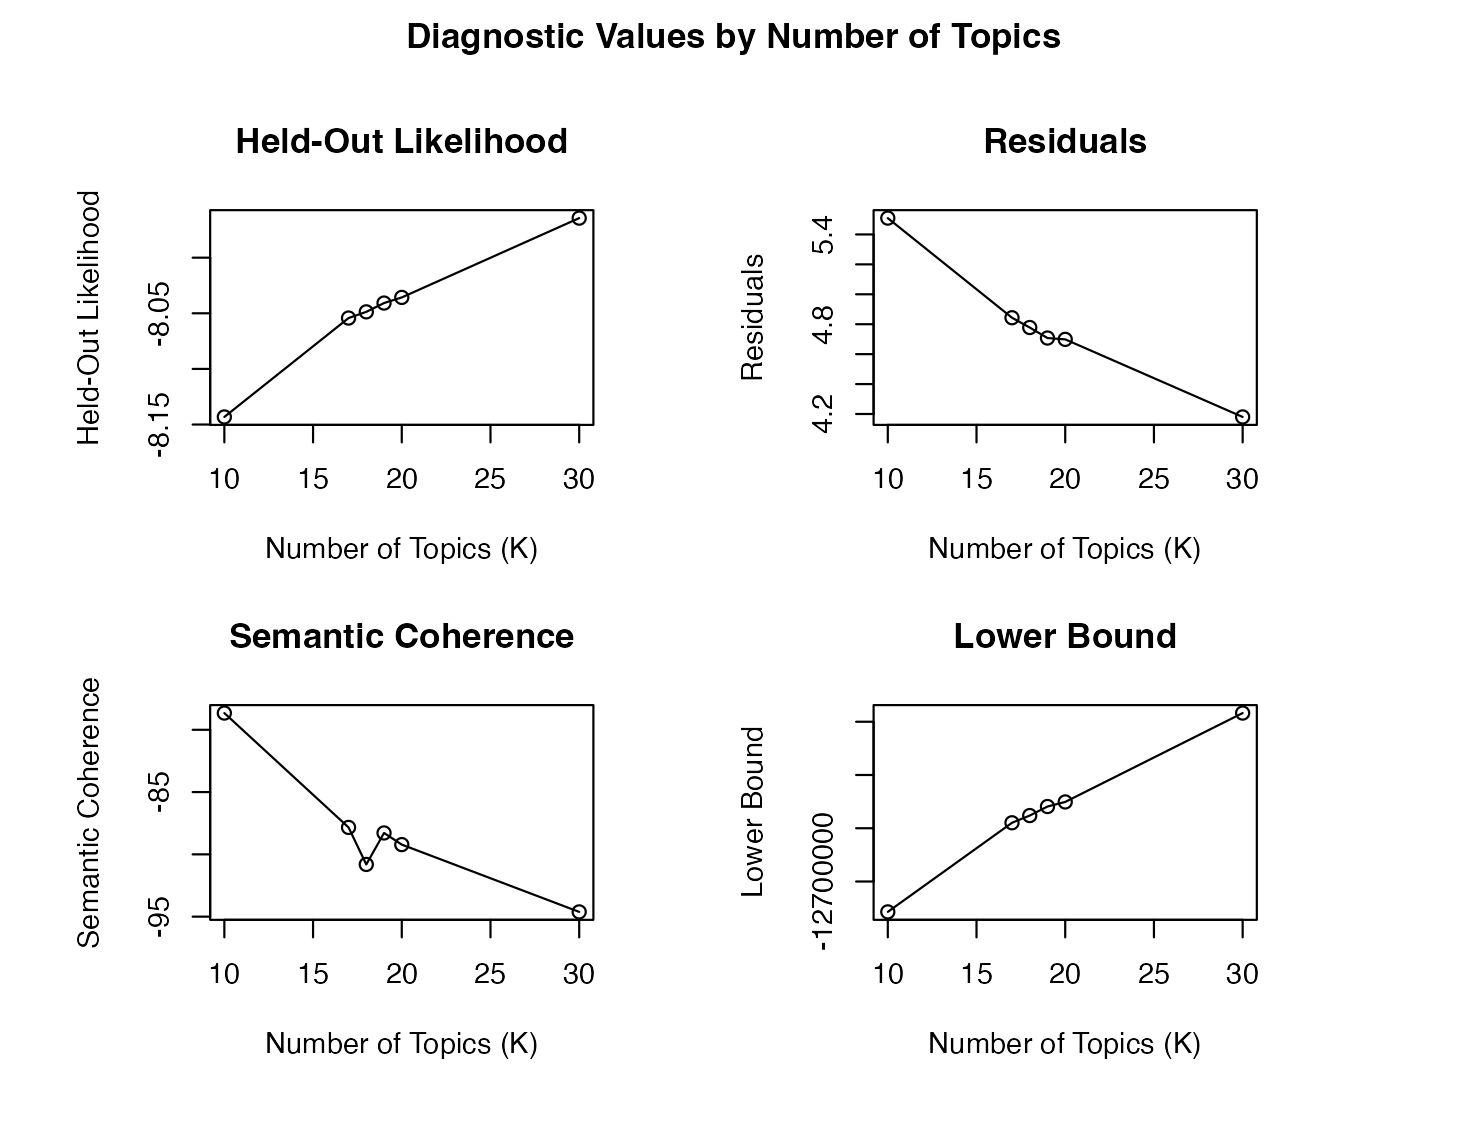 Diagnostic Values by Number of Topics
Held-Out Likelihood
Held-Out Likelihood
-8.15
-8.05
10 15 20 25 30
Number of Topics (K)
Residuals
Residuals
4.2
4.8
5.4
10 15 20 25 30
Number of Topics (K)
Semantic Coherence
Semantic Coherence
-95
-85
10 15 20 25 30
Number of Topics (K)
Lower Bound
Lower Bound
-12700000
10 15 20 25 30
Number of Topics (K)